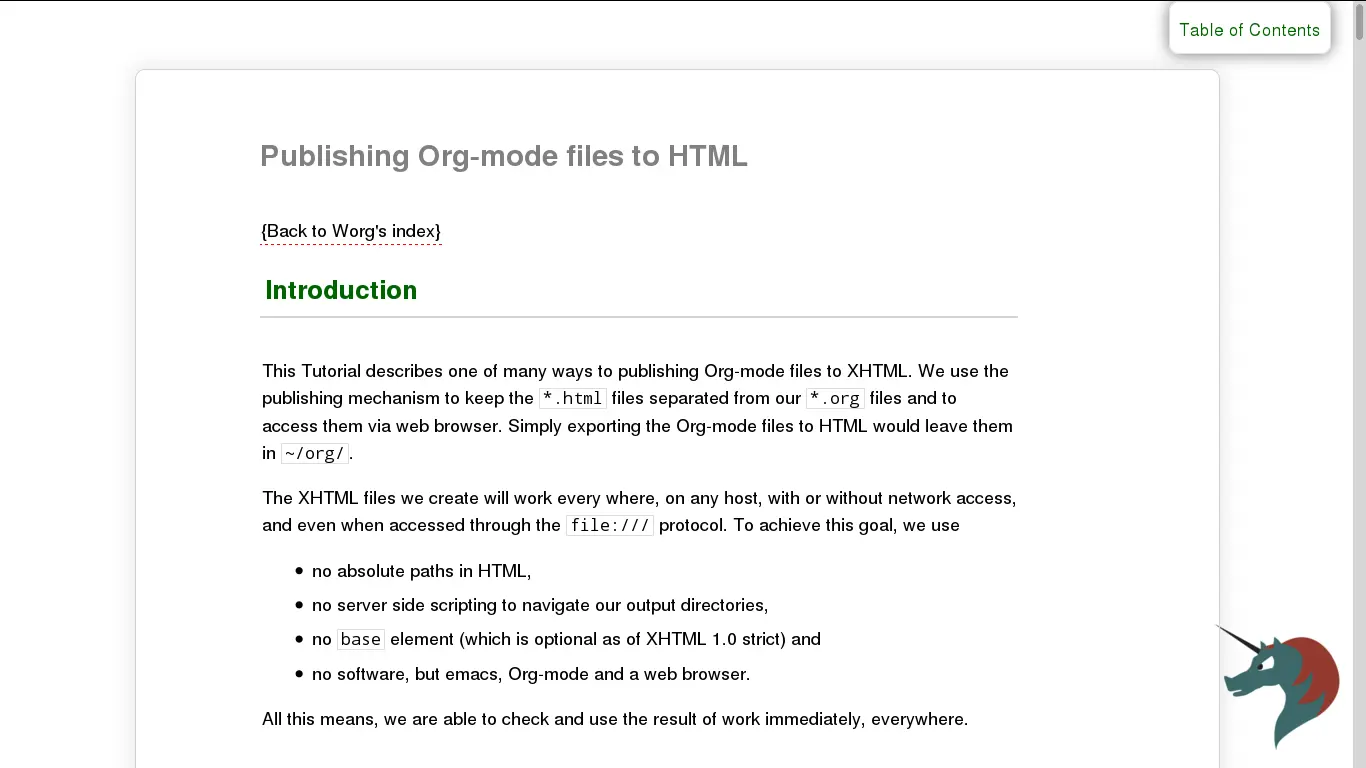 Table of Contents
Publishing Org-mode files to HTML
{Back to Worg's index}
Introduction
This Tutorial describes one of many ways to publishing Org-mode files to XHTML. We use the
publishing mechanism to keep the *.html files separated from our *.org files and to
access them via web browser. Simply exporting the Org-mode files to HTML would leave them
in ~/org/.
The XHTML files we create will work every where, on any host, with or without network access,
and even when accessed through the file:/// protocol. To achieve this goal, we use
• no absolute paths in HTML,
• no server side scripting to navigate our output directories,
• no base element (which is optional as of XHTML 1.0 strict) and
• no software, but emacs, Org-mode and a web browser.
All this means, we are able to check and use the result of work immediately, everywhere.